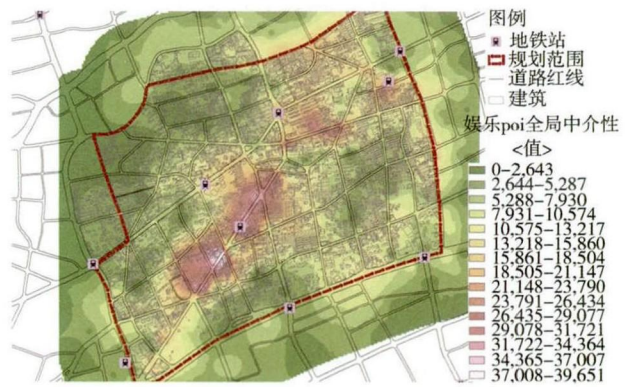 图例
地铁站
规划范围
道路红线
建筑
娱乐poi全局中介性
<值>
0-2,643
2,644-5,287
5,288-7,930
7,931-10,574
10,575-13,217
13,218-15,860
15,861-18,504
18,505-21,147
21,148-23,790
23,791-26,434
26,435-29,077
29,078-31,721
31,722-34,364
34,365-37,007
37,008-39,651